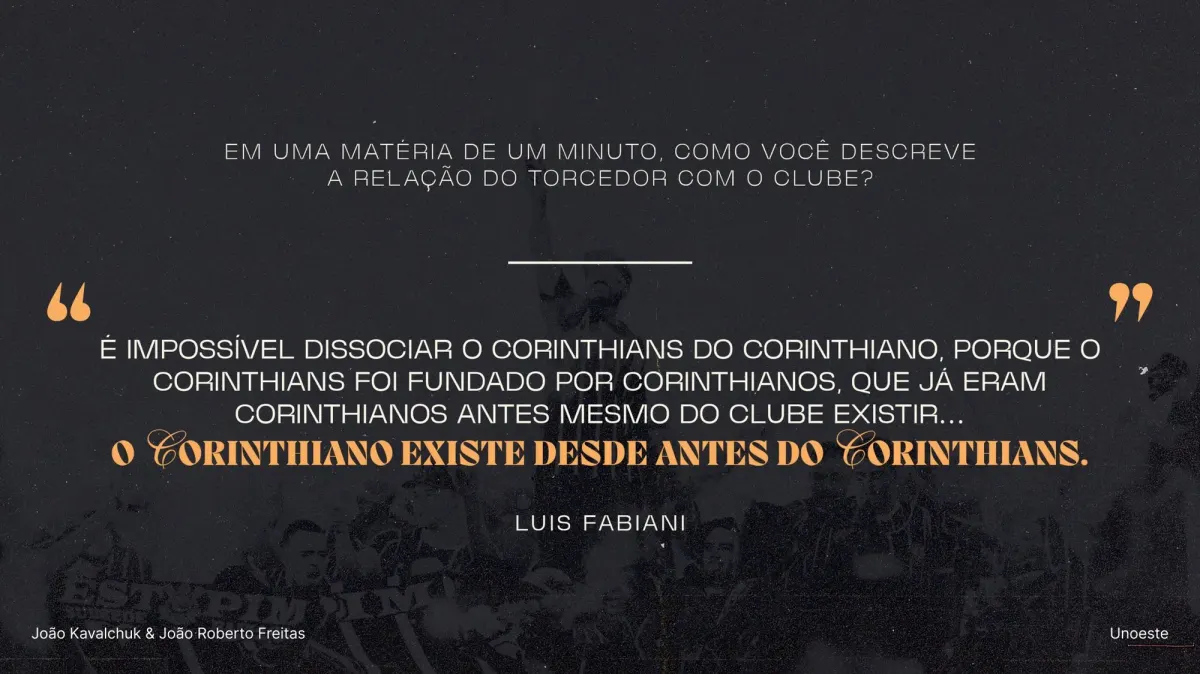 EM UMA MATÉRIA DE UM MINUTO, COMO VOCÊ DESCREVE
A RELAÇÃO DO TORCEDOR COM O CLUBE?
“ ”
É IMPOSSÍVEL DISSOCIAR O CORINTHIANS DO CORINTHIANO, PORQUE O
CORINTHIANS FOI FUNDADO POR CORINTHIANOS, QUE JÁ ERAM
CORINTHIANOS ANTES MESMO DO CLUBE EXISTIR...
O CORINTHIANO EXISTE DESDE ANTES DO CORINTHIANS.
LUIS FABIANI
ESTOPIM
João Kavalchuk & João Roberto Freitas
Unoeste